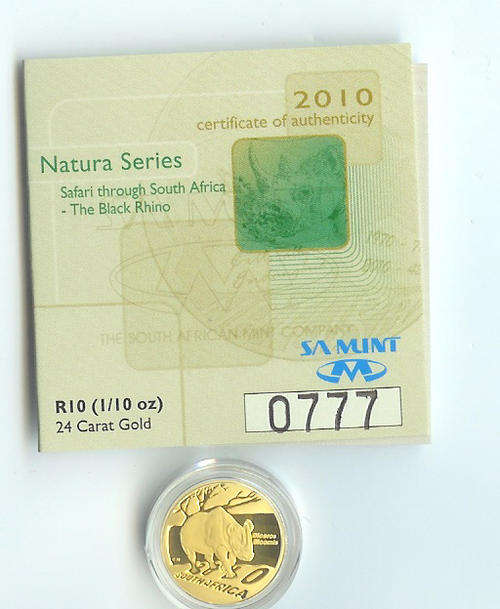 2010
certificate of authenticity
Natura Series
Safari through South Africa
- The Black Rhino
THE SOUTH AFRICAN MINT COMPANY
SA MINT
R10 (1/10 oz)
24 Carat Gold
0777
SOUTH AFRICA